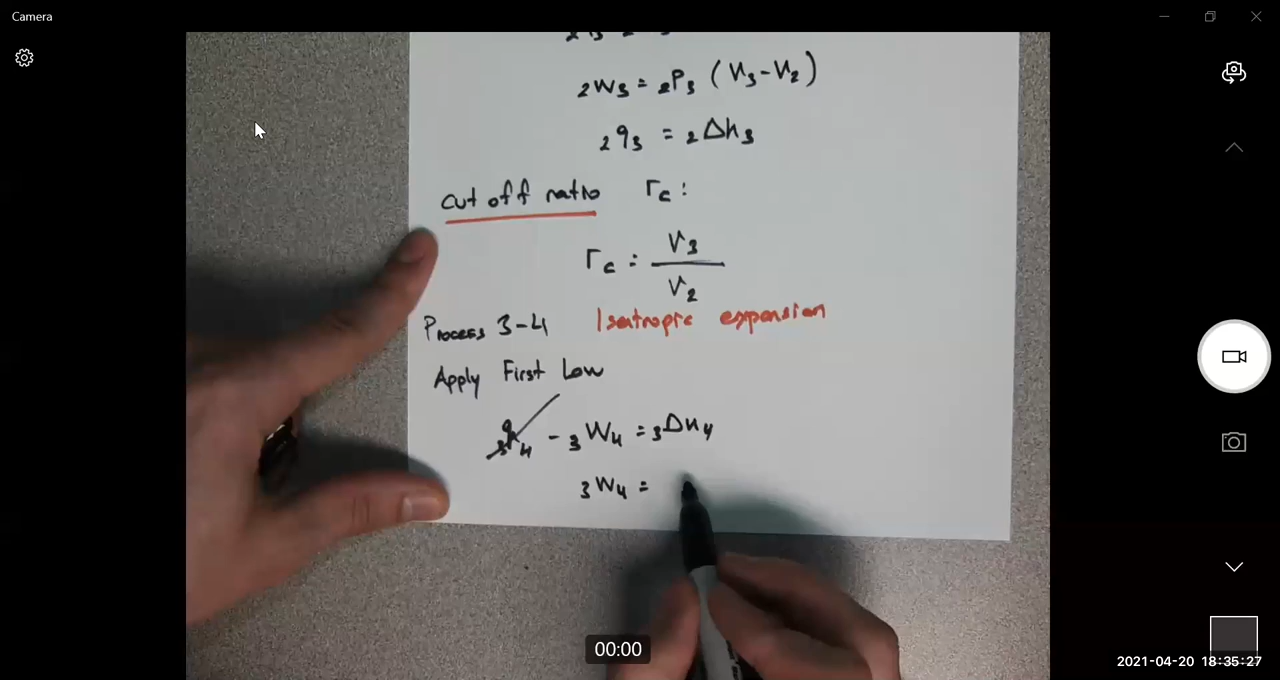 Camera
₂W₃ = ₂P₃ (V₃ - V₂)
₂q₃ = ₂Δh₃
cut off ratio rc :
rc = V₃ / V₂
Process 3-4 Isentropic expansion
Apply First Low
₃q₄ - ₃W₄ = ₃Δu₄
₃W₄ =
00:00
2021-04-20 18:35:27